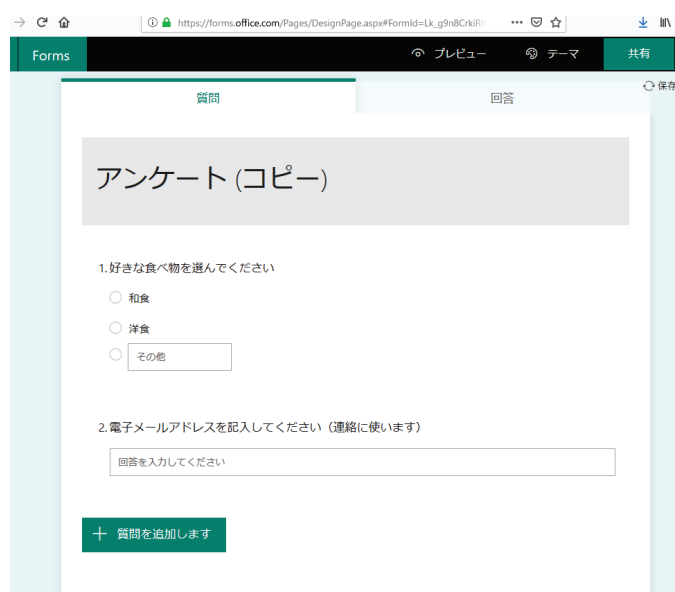 https://forms.office.com/Pages/DesignPage.aspx#FormId=Lk_g9n8CrkiR
Forms
プレビュー
テーマ
共有
保存
質問
回答
アンケート (コピー)
1. 好きな食べ物を選んでください
和食
洋食
その他
2. 電子メールアドレスを記入してください（連絡に使います）
回答を入力してください
質問を追加します